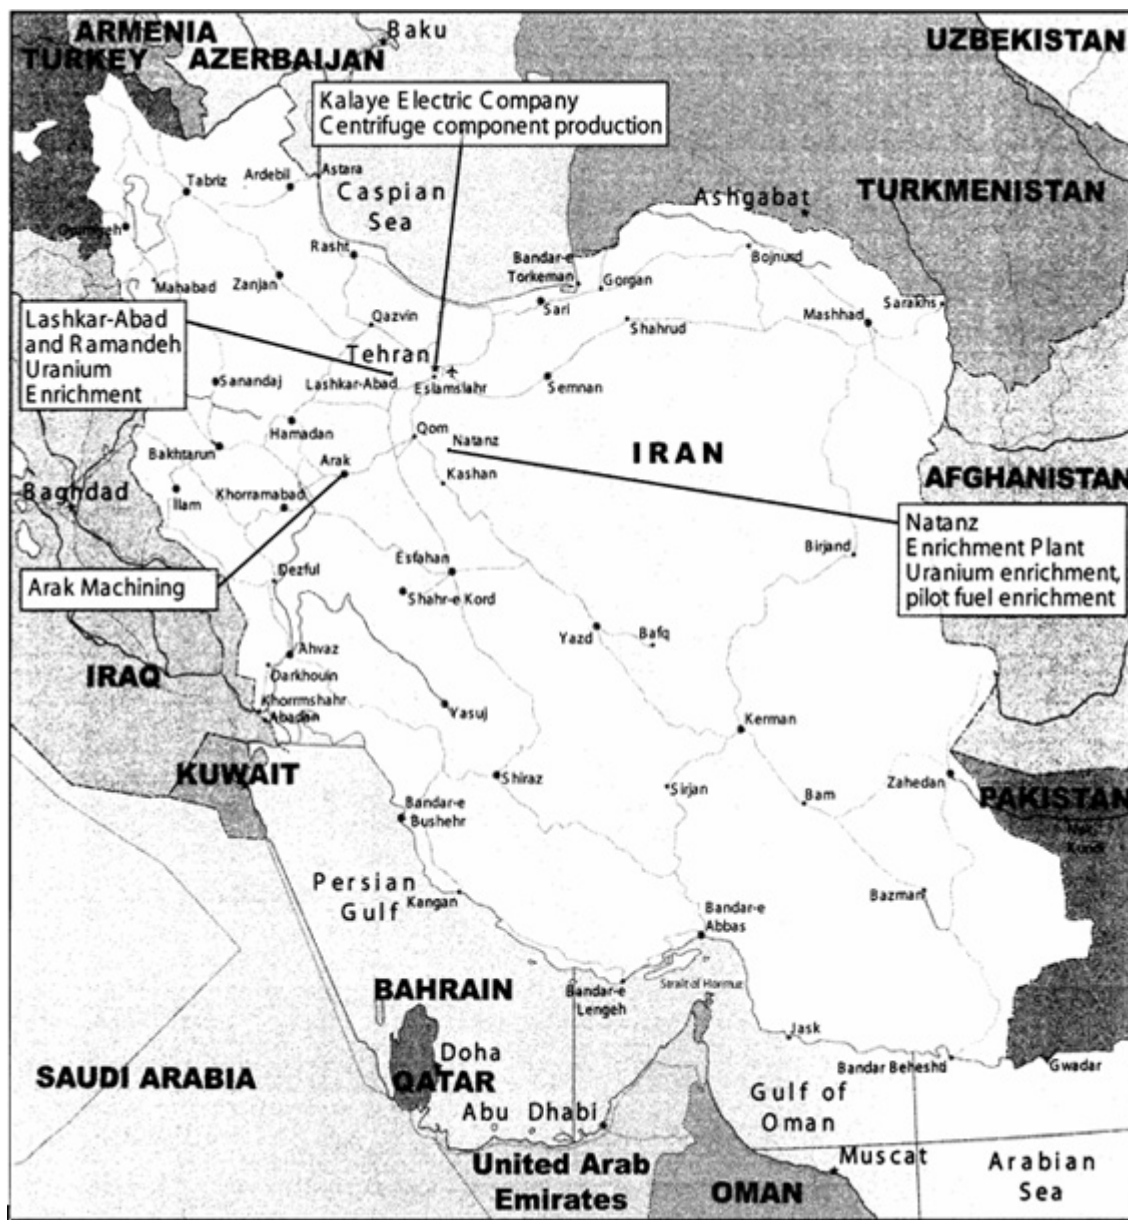 ARMENIA
TURKEY
AZERBAIJAN
Baku
UZBEKISTAN
Kalaye Electric Company
Centrifuge component production
TURKMENISTAN
Ashgabat
Caspian
Sea
Tabriz
Ardebil
Astara
Rasht
Bandar-e
Torkeman
Gorgan
Bojnurd
Mahabad
Zanjan
Sari
Shahrud
Mashhad
Sarakhs
Qazvin
Lashkar-Abad
and Ramandeh
Uranium
Enrichment
Tehran
Lashkar-Abad
Eslamslahr
Semnan
Sanandaj
Hamadan
Qom
Natanz
IRAN
Bakhtarun
Arak
Kashan
AFGHANISTAN
Baghdad
Illam
Khorramabad
Natanz
Enrichment Plant
Uranium enrichment,
pilot fuel enrichment
Birjand
Esfahan
Arak Machining
Dezful
Shahr-e Kord
Yazd
Bafq
Ahvaz
IRAQ
Darkhouin
Khorrmshahr
Abadan
Yasuj
Kerman
KUWAIT
Shiraz
Sirjan
Bam
Zahedan
PAKISTAN
Bandar-e
Bushehr
Persian
Gulf
Kangan
Bazman
Bandar-e
Abbas
BAHRAIN
Bandar-e
Lengeh
Strait of Hormuz
Jask
Doha
QATAR
SAUDI ARABIA
Bandar Beheshti
Gwadar
Abu Dhabi
Gulf of
Oman
United Arab
Emirates
OMAN
Muscat
Arabian
Sea